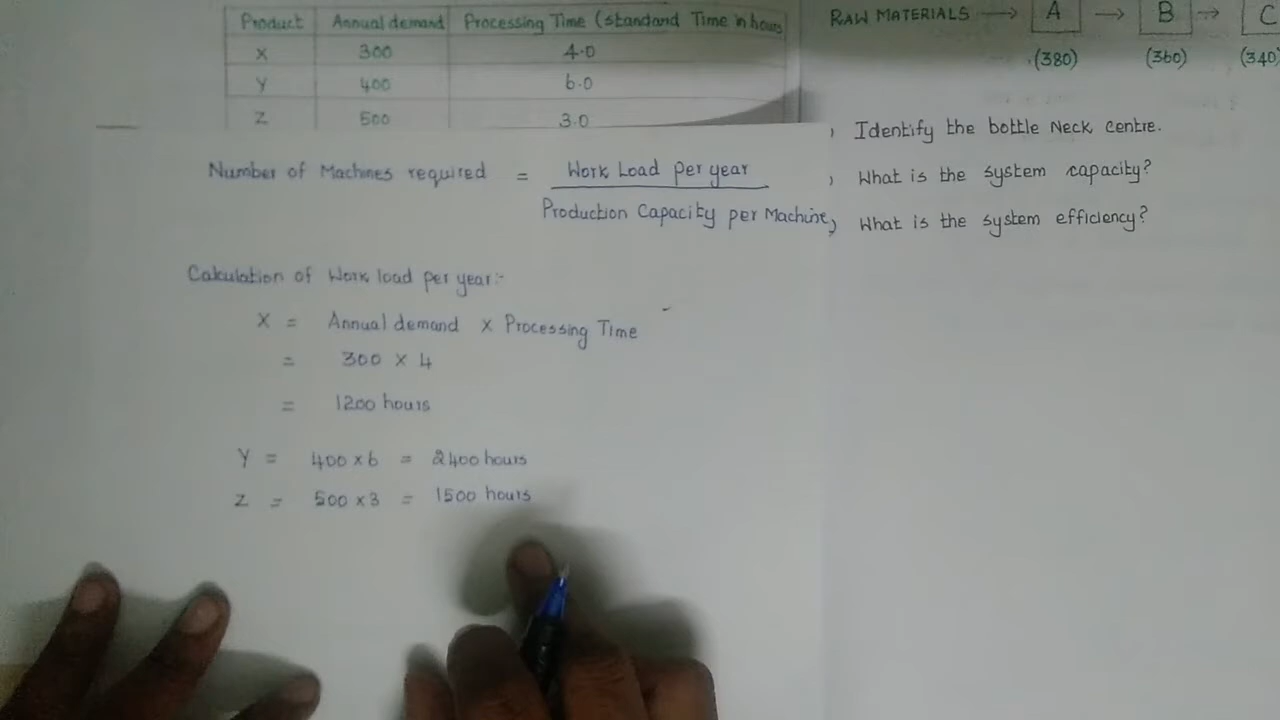 Product Annual demand Processing Time (Standard Time in hours
X 300 4.0
Y 400 6.0
Z 500 3.0
RAW MATERIALS → A → B → C
(380) (360) (340)
, Identify the bottle Neck centre.
, What is the system capacity?
, What is the system efficiency?
Number of Machines required = Work Load per year
Production Capacity per Machine
Calculation of Work load per year:-
X = Annual demand × Processing Time
= 300 × 4
= 1200 hours
Y = 400 × 6 = 2400 hours
Z = 500 × 3 = 1500 hours